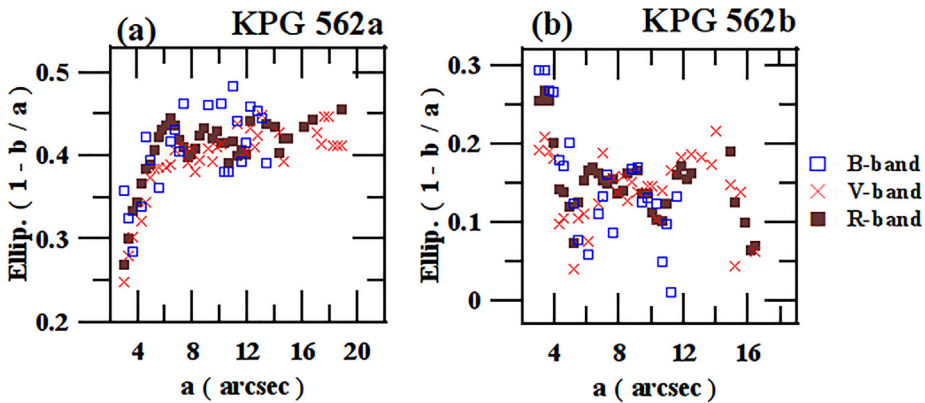 (a) KPG 562a
0.5
0.4
0.3
0.2
Ellip. ( 1 - b / a )
4 8 12 16 20
a ( arcsec )
(b) KPG 562b
0.3
0.2
0.1
0
Ellip. ( 1 - b / a )
4 8 12 16
a ( arcsec )
B-band
V-band
R-band